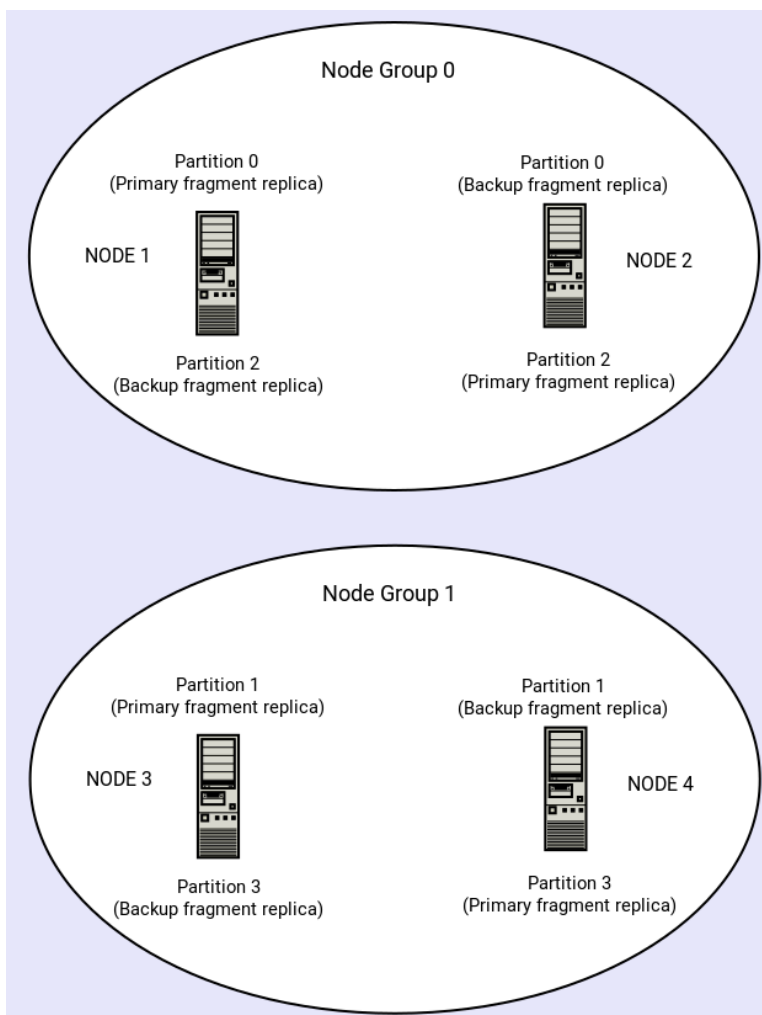 Node Group 0
Partition 0
(Primary fragment replica)
Partition 0
(Backup fragment replica)
NODE 1
NODE 2
Partition 2
(Backup fragment replica)
Partition 2
(Primary fragment replica)
Node Group 1
Partition 1
(Primary fragment replica)
Partition 1
(Backup fragment replica)
NODE 3
NODE 4
Partition 3
(Backup fragment replica)
Partition 3
(Primary fragment replica)